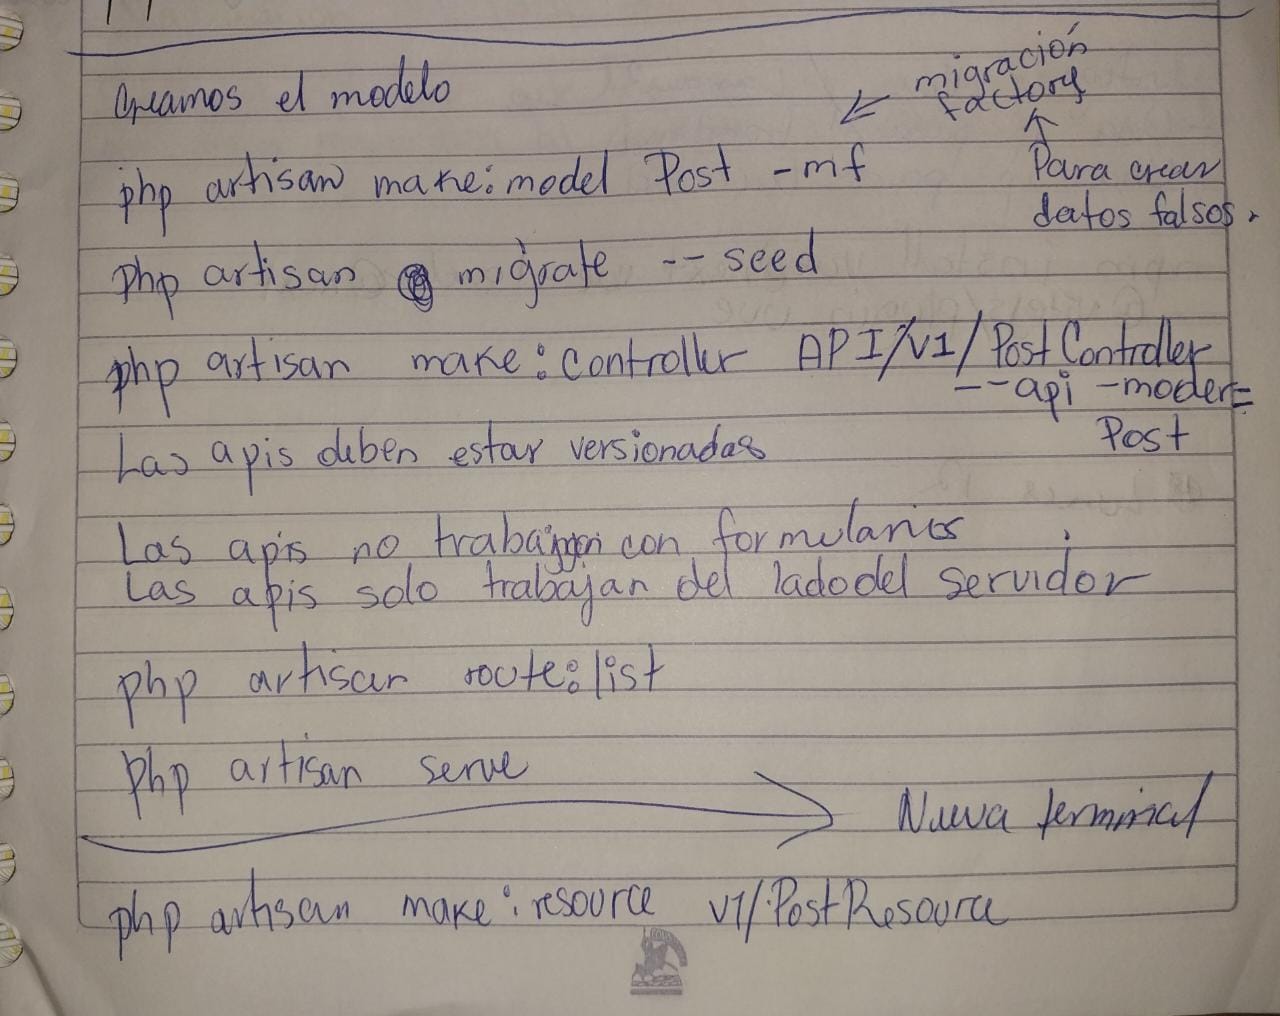 Creamos el modelo
migración
factory
php artisan make:model Post -mf
Para crear
datos falsos.
php artisan migrate --seed
php artisan make:controller API/V1/PostController
--api -model=
Post
Las apis deben estar versionadas
Las apis no trabajan con formularios
Las apis solo trabajan del lado del servidor
php artisan route:list
php artisan serve
Nueva terminal
php artisan make:resource V1/PostResource